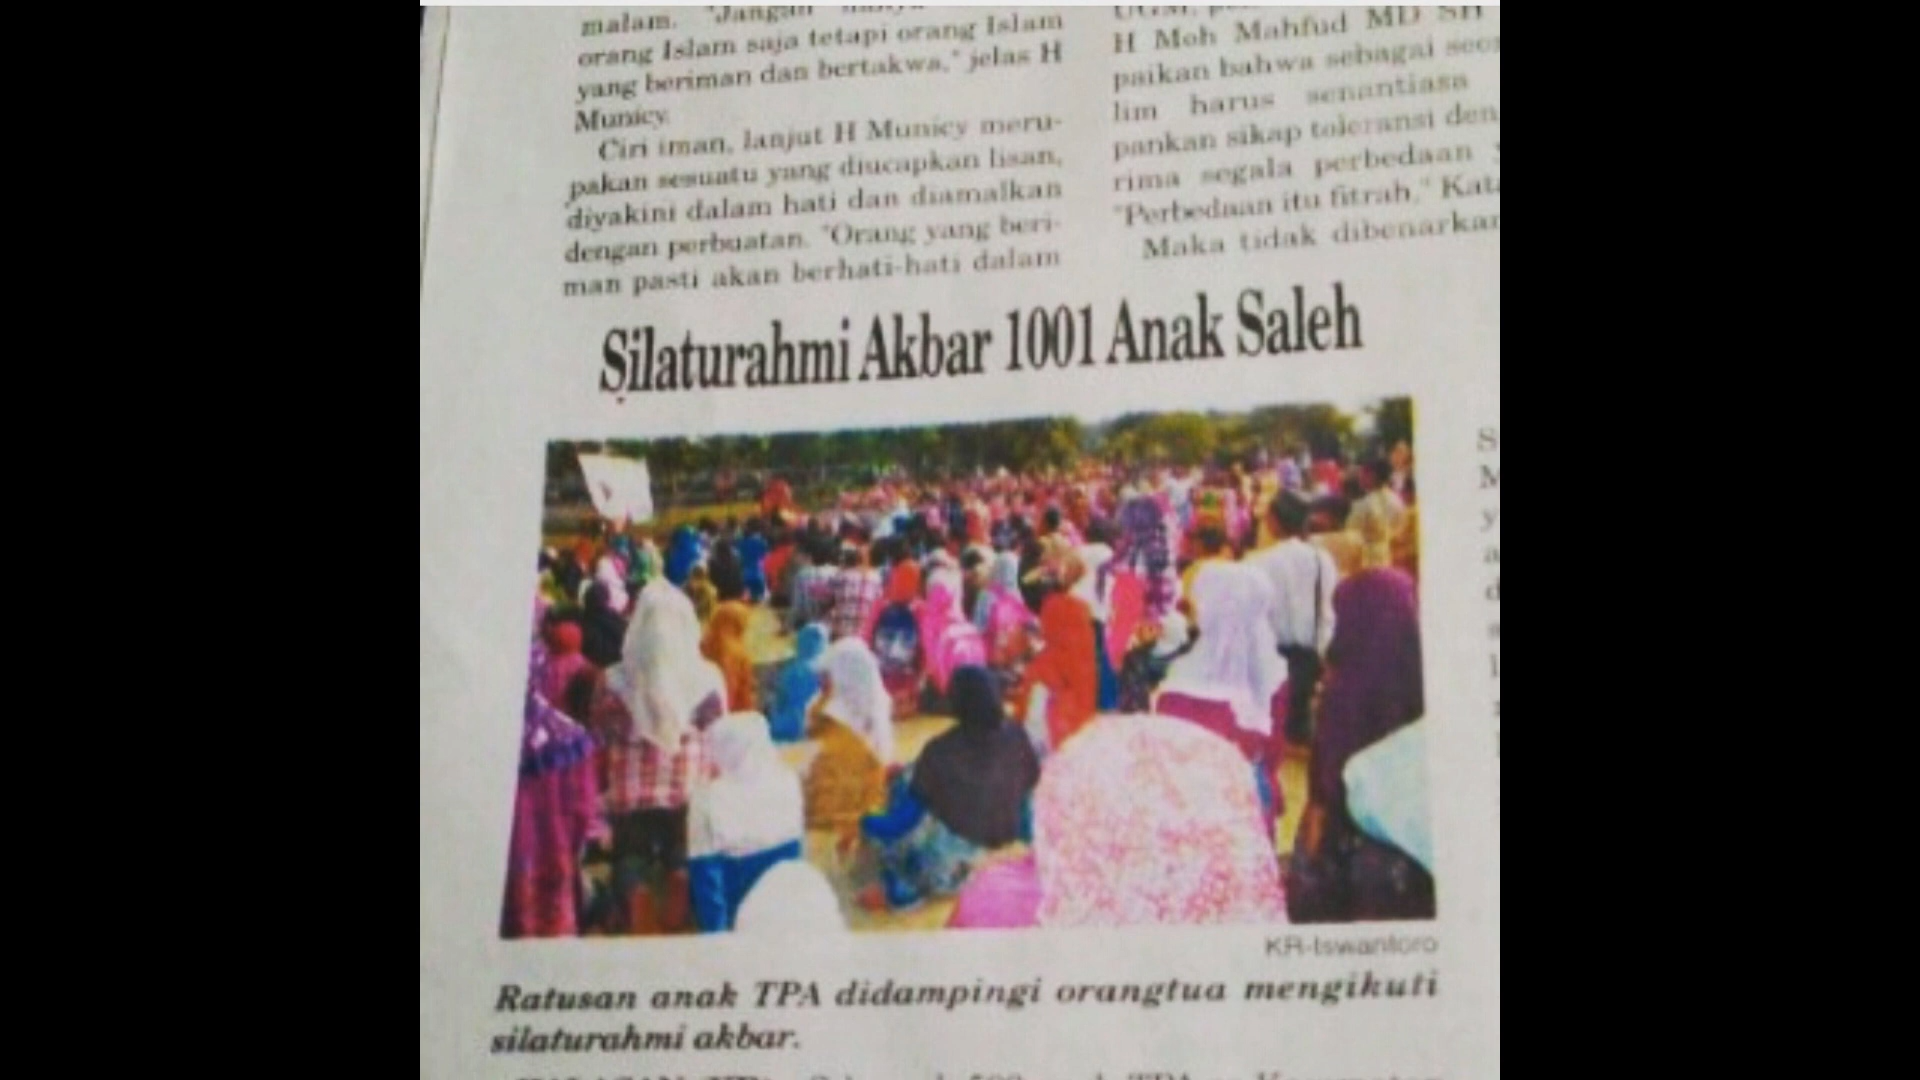 malam. "Jangan
orang Islam saja tetapi orang Islam
yang beriman dan bertakwa," jelas H
Municy.
Ciri iman, lanjut H Municy meru-
pakan sesuatu yang diucapkan lisan,
diyakini dalam hati dan diamalkan
dengan perbuatan. "Orang yang beri-
man pasti akan berhati-hati dalam
H Moh Mahfud MD SH
paikan bahwa sebagai
lim harus senantiasa
pankan sikap toleransi
rima segala perbedaan
"Perbedaan itu fitrah,"
Maka tidak dibenarkan
Silaturahmi Akbar 1001 Anak Saleh
KR-Iswantoro
Ratusan anak TPA didampingi orangtua mengikuti
silaturahmi akbar.